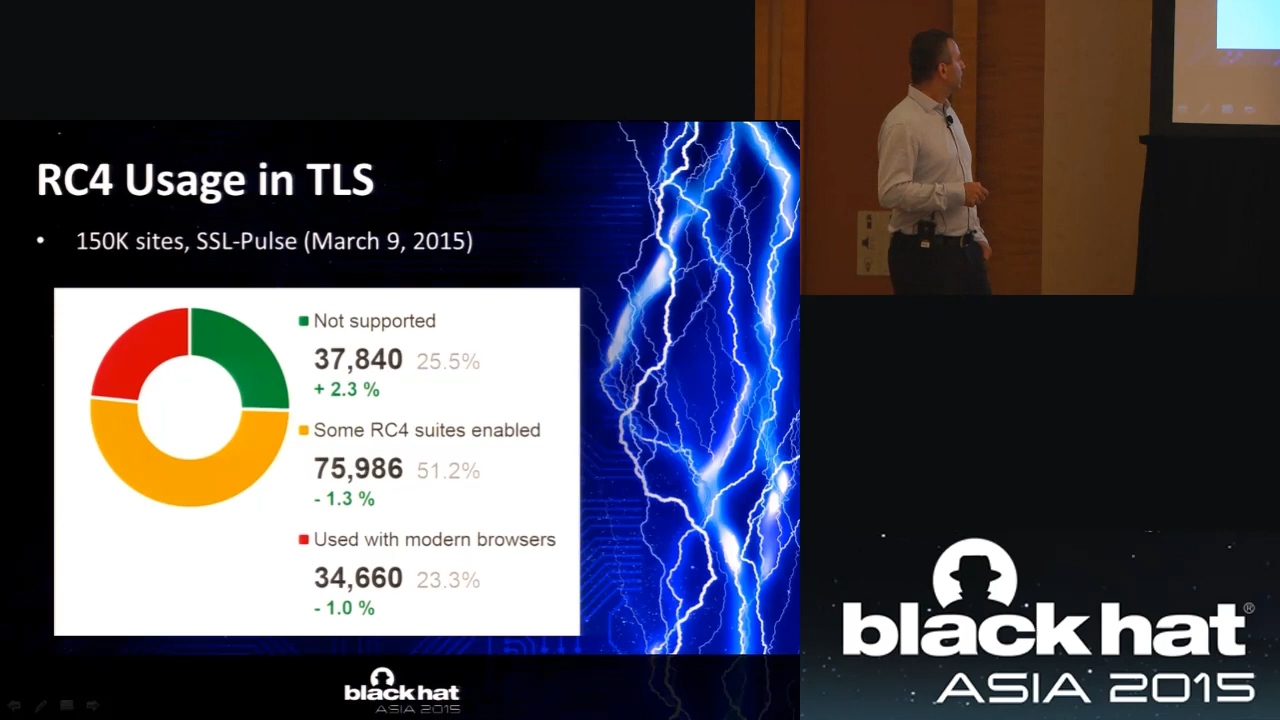 RC4 Usage in TLS
• 150K sites, SSL-Pulse (March 9, 2015)
Not supported
37,840 25.5%
+ 2.3 %
Some RC4 suites enabled
75,986 51.2%
- 1.3 %
Used with modern browsers
34,660 23.3%
- 1.0 %
black hat
ASIA 2015
black hat®
ASIA 2015